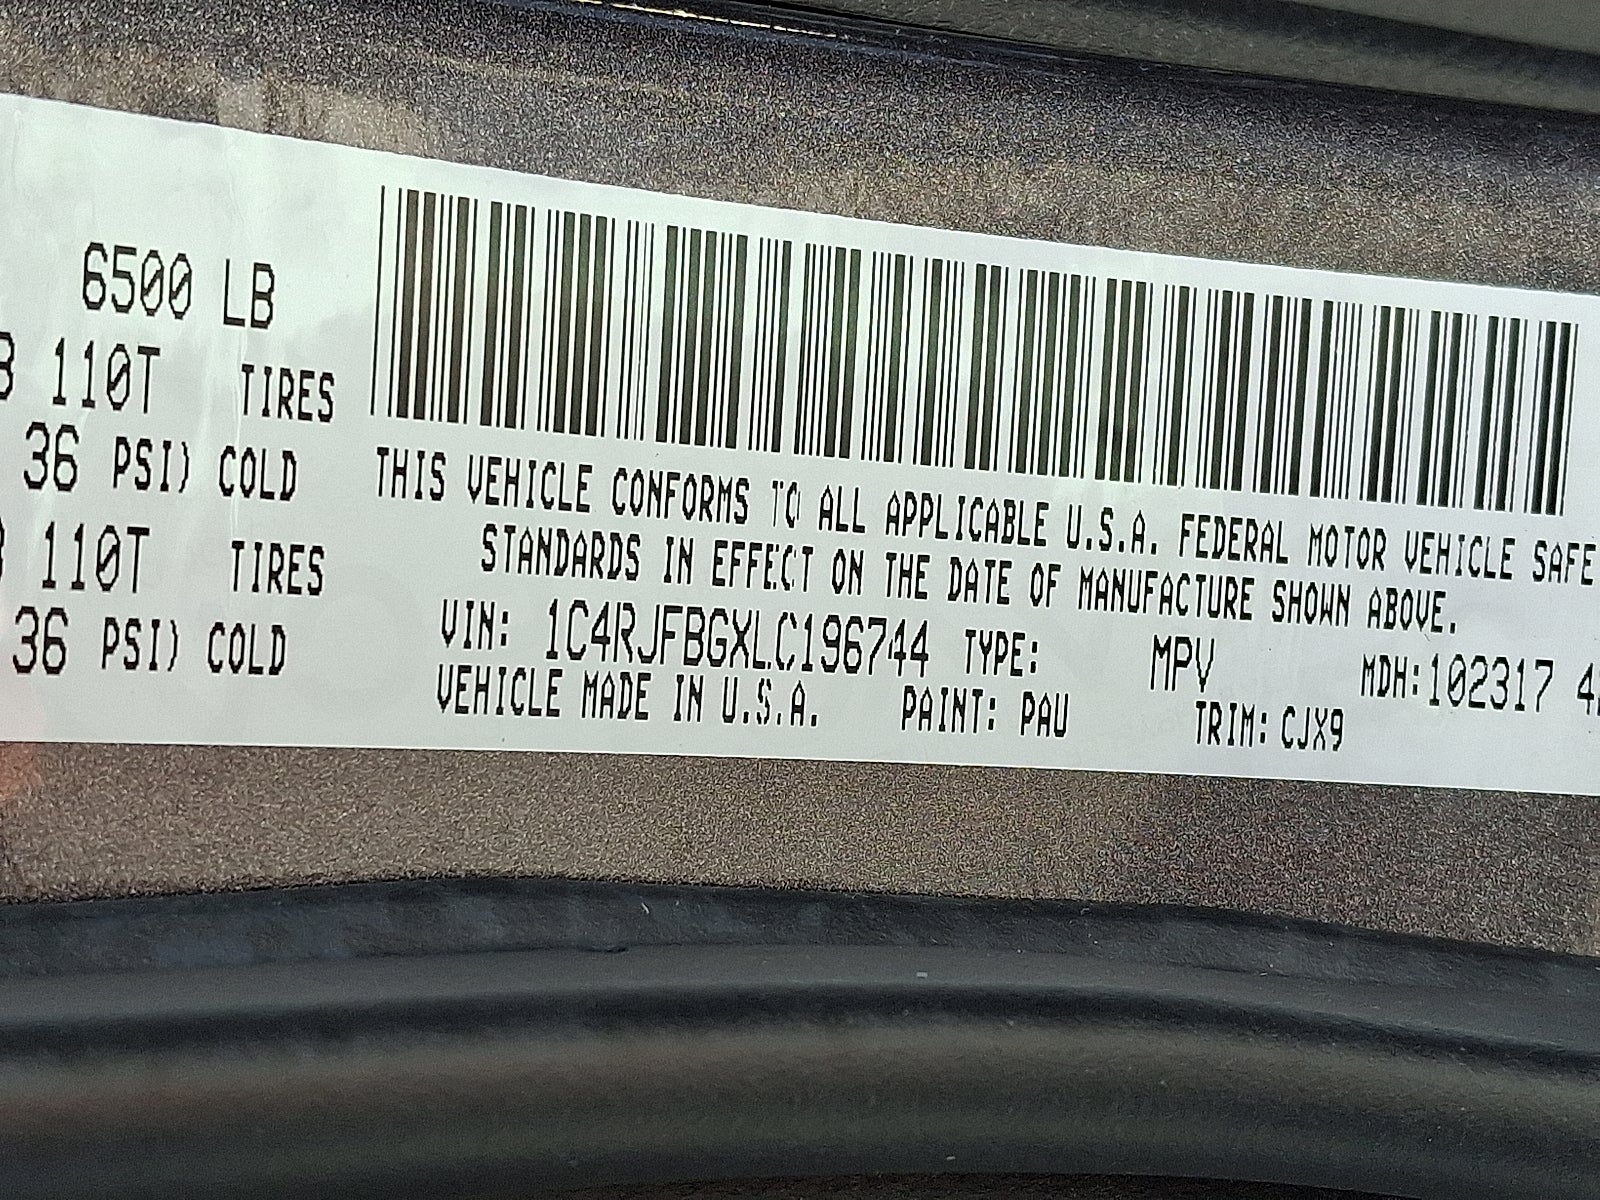 6500 LB
110T TIRES
36 PSI) COLD
110T TIRES
36 PSI) COLD
THIS VEHICLE CONFORMS TO ALL APPLICABLE U.S.A. FEDERAL MOTOR VEHICLE SAFE
STANDARDS IN EFFECT ON THE DATE OF MANUFACTURE SHOWN ABOVE.
VIN: 1C4RJFBGXLC196744 TYPE: MPV MDH:102317 4
VEHICLE MADE IN U.S.A. PAINT: PAU TRIM: CJX9